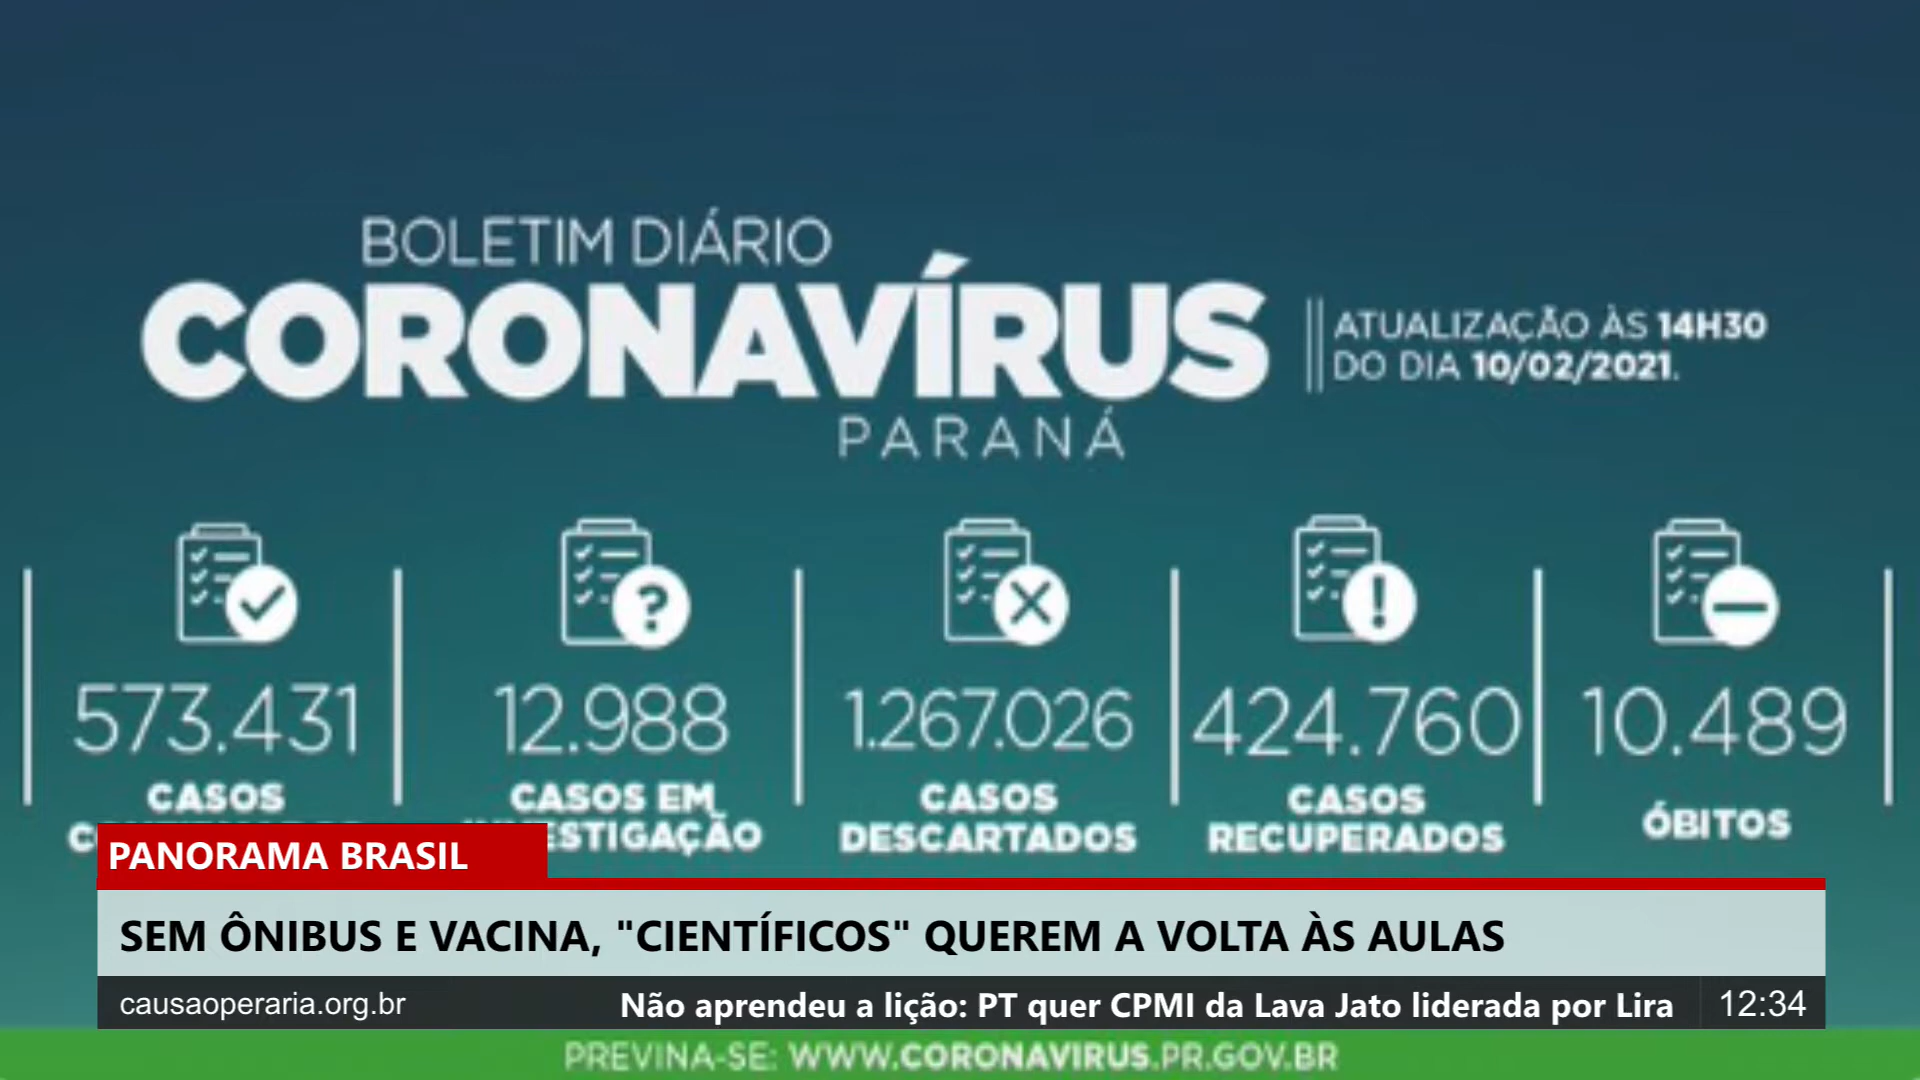 BOLETIM DIÁRIO
CORONAVÍRUS
PARANÁ
ATUALIZAÇÃO ÀS 14H30
DO DIA 10/02/2021.
573.431
CASOS
12.988
CASOS EM
1.267.026
CASOS
DESCARTADOS
424.760
CASOS
RECUPERADOS
10.489
ÓBITOS
PANORAMA BRASIL
SEM ÔNIBUS E VACINA, "CIENTÍFICOS" QUEREM A VOLTA ÀS AULAS
causaoperaria.org.br
Não aprendeu a lição: PT quer CPMI da Lava Jato liderada por Lira
12:34
PREVINA-SE: WWW.CORONAVIRUS.PR.GOV.BR